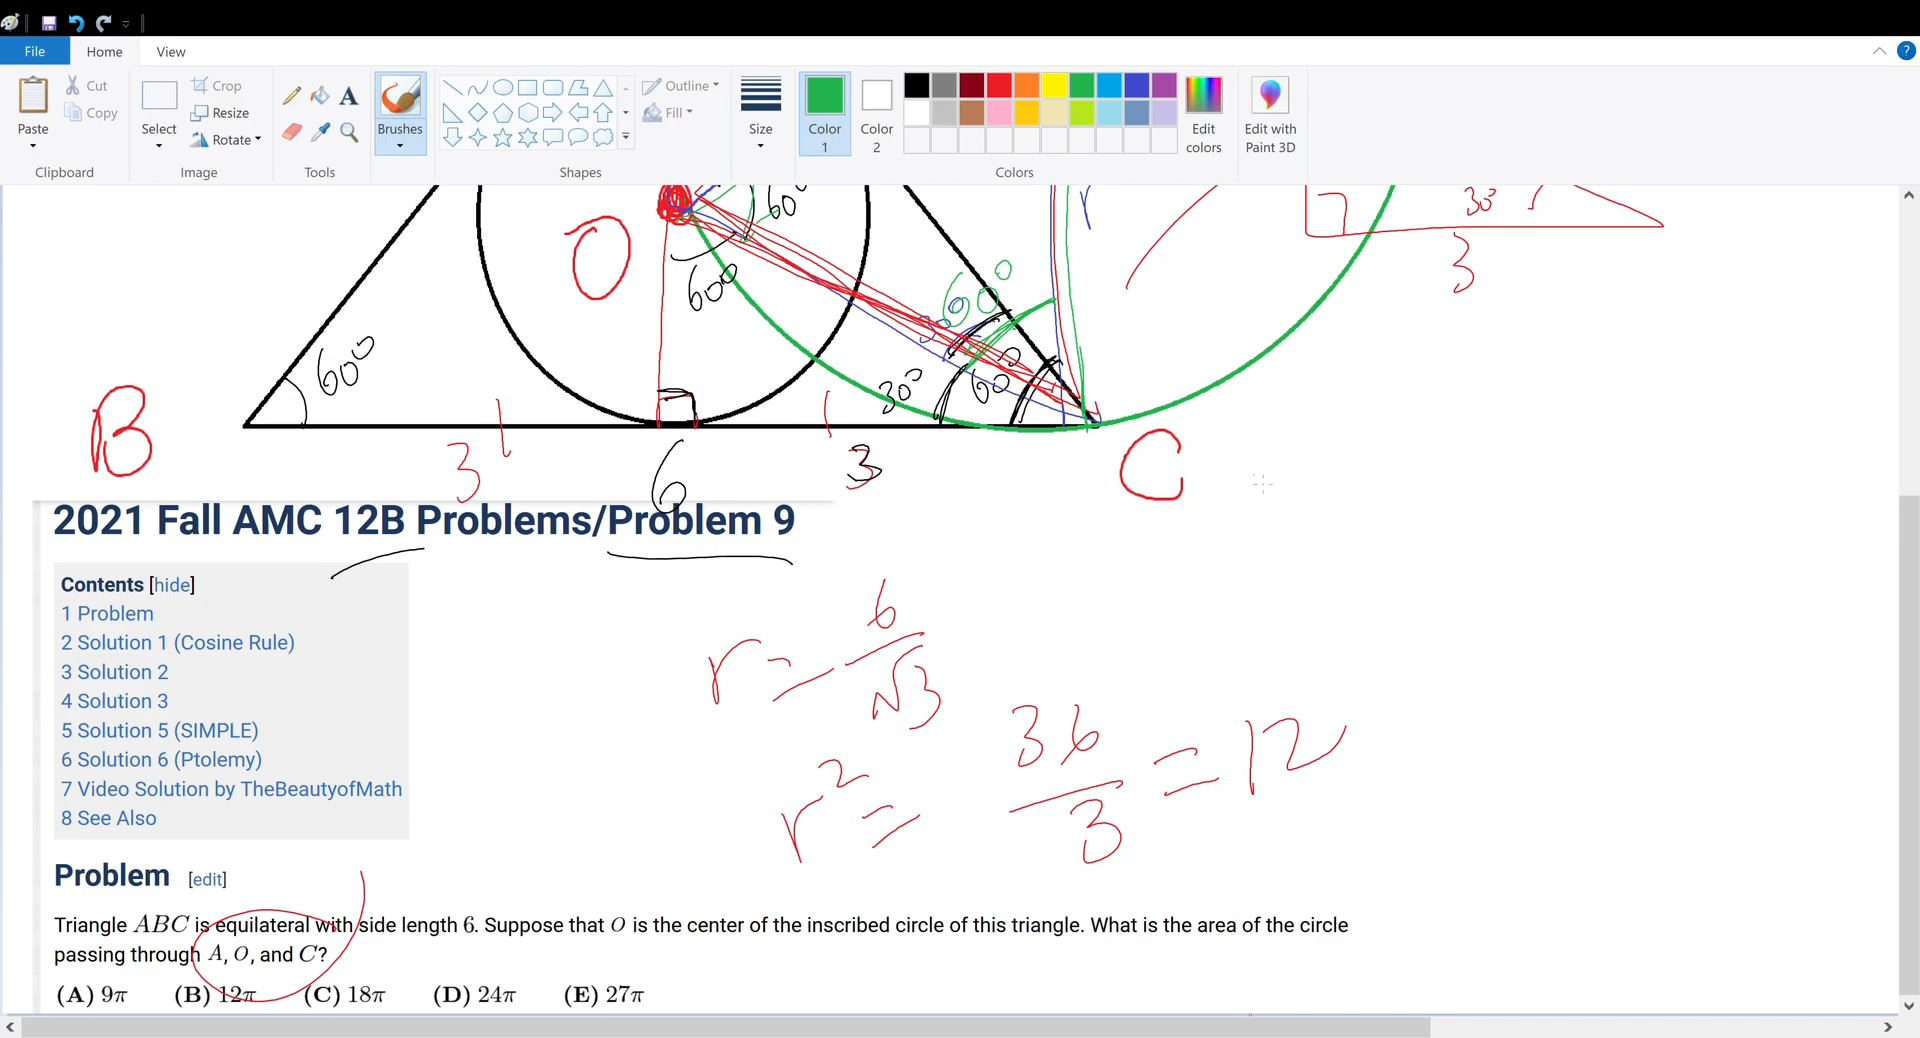 File Home View
Cut
Copy
Paste
Crop
Resize
Rotate
Select
A
Brushes
Outline
Fill
Size
Color
1
Color
2
Edit
colors
Edit with
Paint 3D
Clipboard Image Tools Shapes Colors
60
30°
3
O
60°
60°
60°
30°
30°
60°
r
B
3
6
3
C
2021 Fall AMC 12B Problems/Problem 9
Contents [hide]
1 Problem
2 Solution 1 (Cosine Rule)
3 Solution 2
4 Solution 3
5 Solution 5 (SIMPLE)
6 Solution 6 (Ptolemy)
7 Video Solution by TheBeautyofMath
8 See Also
r = 6/√3
r² = 36/3 = 12
Problem [edit]
Triangle ABC is equilateral with side length 6. Suppose that O is the center of the inscribed circle of this triangle. What is the area of the circle
passing through A, O, and C?
(A) 9π (B) 12π (C) 18π (D) 24π (E) 27π